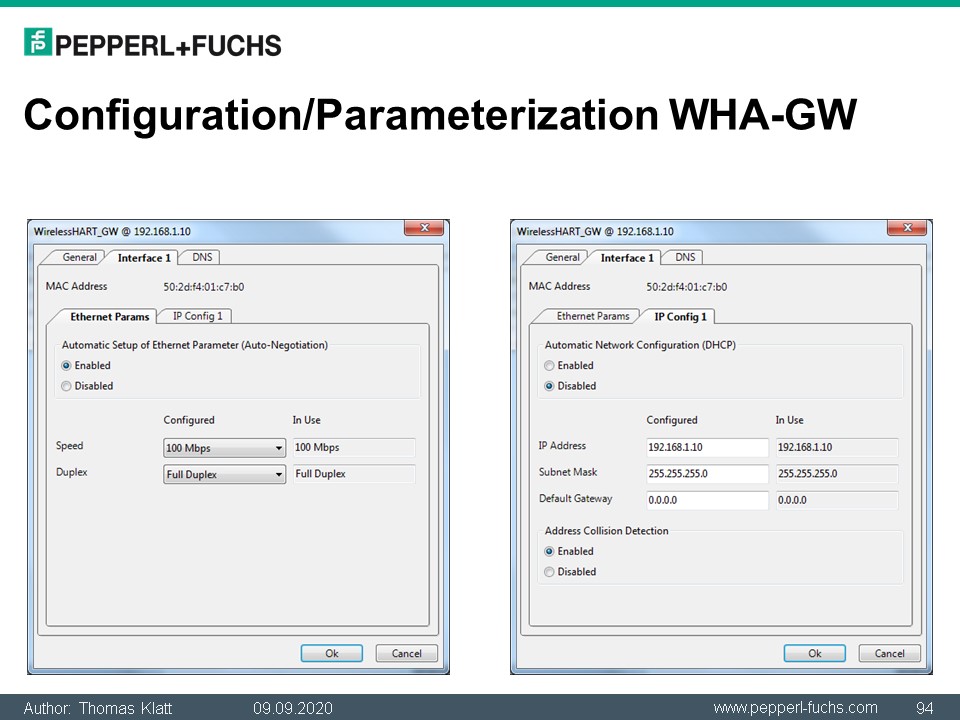 PEPPERL+FUCHS
Configuration/Parameterization WHA-GW
WirelessHART_GW @ 192.168.1.10
General Interface 1 DNS
MAC Address 50:2d:f4:01:c7:b0
Ethernet Params IP Config 1
Automatic Setup of Ethernet Parameter (Auto-Negotiation)
Enabled
Disabled
Configured In Use
Speed 100 Mbps 100 Mbps
Duplex Full Duplex Full Duplex
Ok Cancel
WirelessHART_GW @ 192.168.1.10
General Interface 1 DNS
MAC Address 50:2d:f4:01:c7:b0
Ethernet Params IP Config 1
Automatic Network Configuration (DHCP)
Enabled
Disabled
Configured In Use
IP Address 192.168.1.10 192.168.1.10
Subnet Mask 255.255.255.0 255.255.255.0
Default Gateway 0.0.0.0 0.0.0.0
Address Collision Detection
Enabled
Disabled
Ok Cancel
Author: Thomas Klatt 09.09.2020 www.pepperl-fuchs.com 94